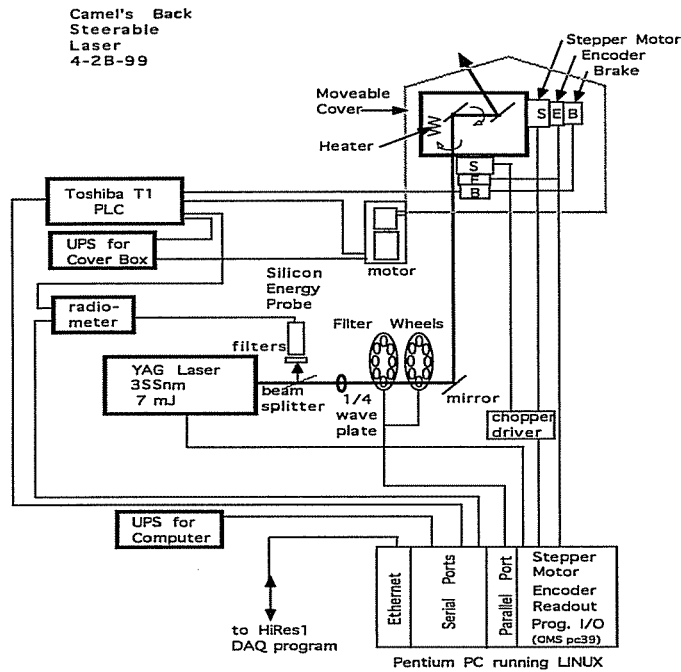 Camel's Back
Steerable
Laser
4-2B-99
Stepper Motor
Encoder
Brake
Moveable
Cover
Heater
S E B
S
E
B
Toshiba T1
PLC
UPS for
Cover Box
motor
Silicon
Energy
Probe
radio-
meter
filters
Filter Wheels
YAG Laser
3SSnm
7 mJ
beam
splitter
1/4
wave
plate
mirror
chopper
driver
UPS for
Computer
Ethernet
Serial Ports
Parallel Port
Stepper
Motor
Encoder
Readout
Prog. I/O
(OMS pc39)
to HiRes1
DAQ program
Pentium PC running LINUX